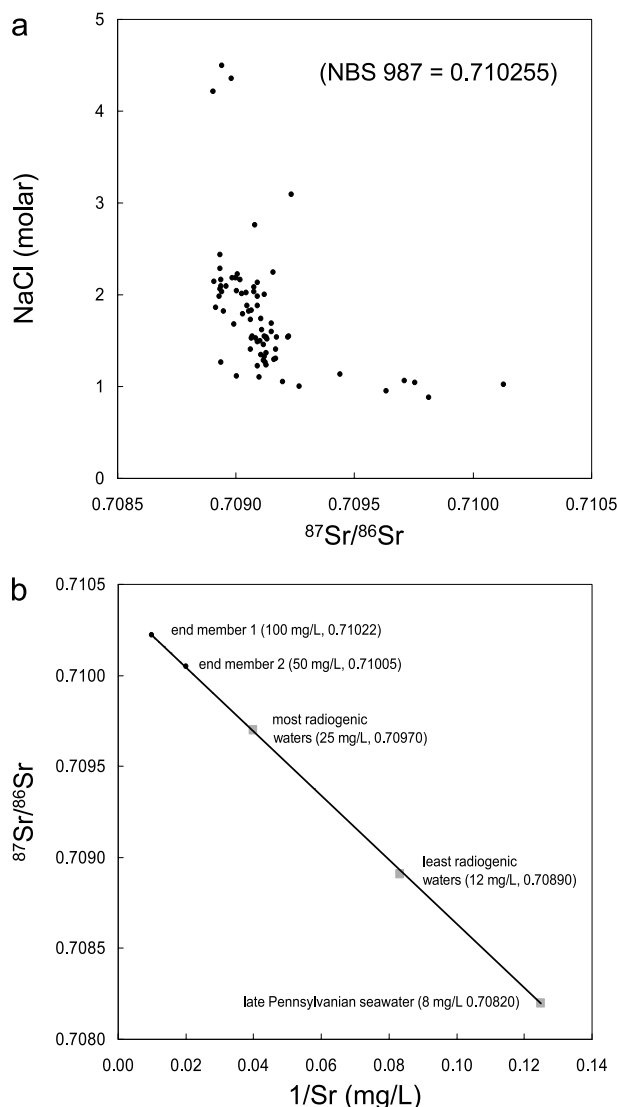 a
(NBS 987 = 0.710255)
5
4
3
2
1
0
NaCl (molar)
0.7085
0.7090
0.7095
0.7100
0.7105
⁸⁷Sr/⁸⁶Sr
b
0.7105
0.7100
0.7095
0.7090
0.7085
0.7080
⁸⁷Sr/⁸⁶Sr
end member 1 (100 mg/L, 0.71022)
end member 2 (50 mg/L, 0.71005)
most radiogenic
waters (25 mg/L, 0.70970)
least radiogenic
waters (12 mg/L, 0.70890)
late Pennsylvanian seawater (8 mg/L 0.70820)
0.00
0.02
0.04
0.06
0.08
0.10
0.12
0.14
1/Sr (mg/L)